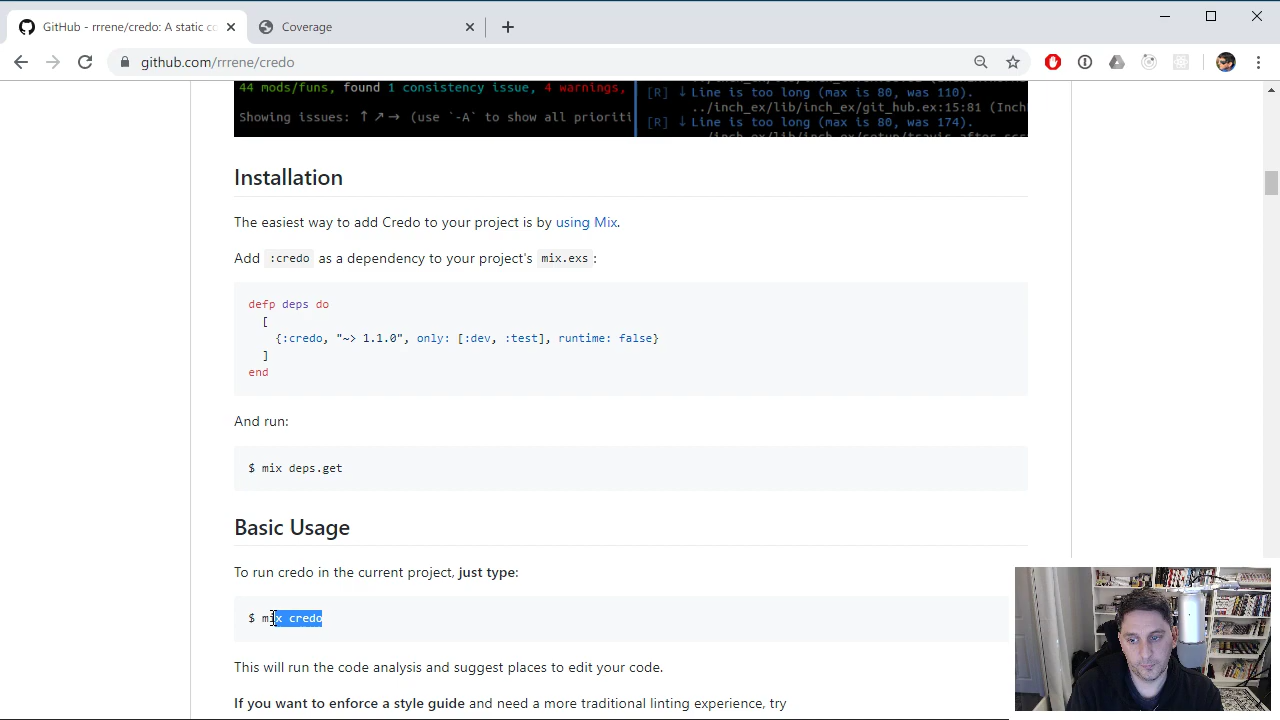 GitHub - rrrene/credo: A static co
Coverage
github.com/rrrene/credo
44 mods/funs, found 1 consistency issue, 4 warnings,
Showing issues: ↑ ↗ → (use `-A` to show all prioriti
[R] ↓ Line is too long (max is 80, was 110).
../inch_ex/lib/inch_ex/git_hub.ex:15:81 (Inch
[R] ↓ Line is too long (max is 80, was 174).
Installation
The easiest way to add Credo to your project is by using Mix.
Add :credo as a dependency to your project's mix.exs:
defp deps do
[
{:credo, "~> 1.1.0", only: [:dev, :test], runtime: false}
]
end
And run:
$ mix deps.get
Basic Usage
To run credo in the current project, just type:
$ mix credo
This will run the code analysis and suggest places to edit your code.
If you want to enforce a style guide and need a more traditional linting experience, try